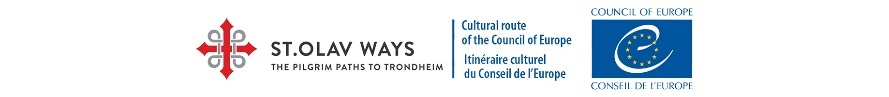 ST.OLAV WAYS
THE PILGRIM PATHS TO TRONDHEIM
Cultural route
of the Council of Europe
Itinéraire culturel
du Conseil de l'Europe
COUNCIL OF EUROPE
CONSEIL DE L'EUROPE